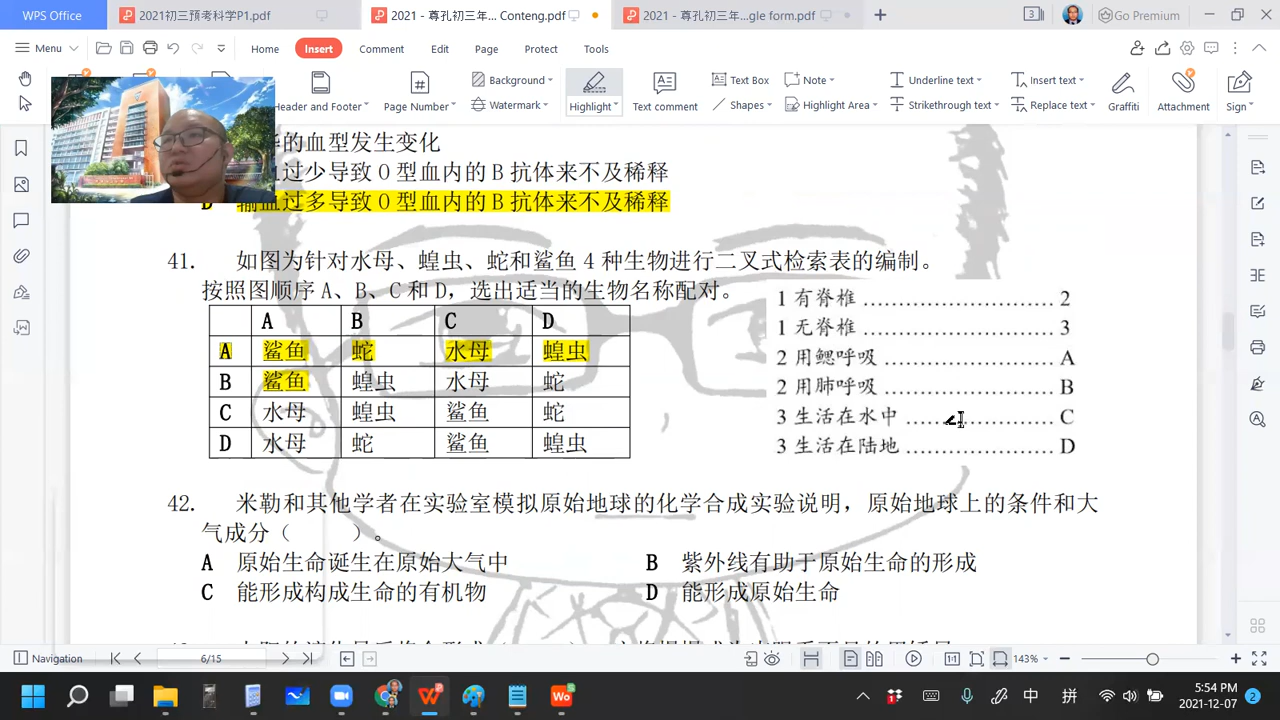 WPS Office
2021初三预考科学P1.pdf
2021 - 尊孔初三年... Conteng.pdf
2021 - 尊孔初三年...gle form.pdf
+
3
Go Premium
Menu
Home
Insert
Comment
Edit
Page
Protect
Tools
Header and Footer
Page Number
Background
Watermark
Highlight
Text comment
Text Box
Shapes
Note
Highlight Area
Underline text
Strikethrough text
Insert text
Replace text
Graffiti
Attachment
Sign
的血型发生变化
血过少导致 O 型血内的 B 抗体来不及稀释
D 输血过多导致 O 型血内的 B 抗体来不及稀释
41. 如图为针对水母、蝗虫、蛇和鲨鱼 4 种生物进行二叉式检索表的编制。
按照图顺序 A、B、C 和 D，选出适当的生物名称配对。
A B C D
A 鲨鱼 蛇 水母 蝗虫
B 鲨鱼 蝗虫 水母 蛇
C 水母 蝗虫 鲨鱼 蛇
D 水母 蛇 鲨鱼 蝗虫
1 有脊椎 ................................ 2
1 无脊椎 ................................ 3
2 用鳃呼吸 ............................ A
2 用肺呼吸 ............................ B
3 生活在水中 ........................ C
3 生活在陆地 ........................ D
42. 米勒和其他学者在实验室模拟原始地球的化学合成实验说明，原始地球上的条件和大
气成分（ ）。
A 原始生命诞生在原始大气中
B 紫外线有助于原始生命的形成
C 能形成构成生命的有机物
D 能形成原始生命
Navigation
6/15
143%
中
拼
5:54 PM
2021-12-07
2